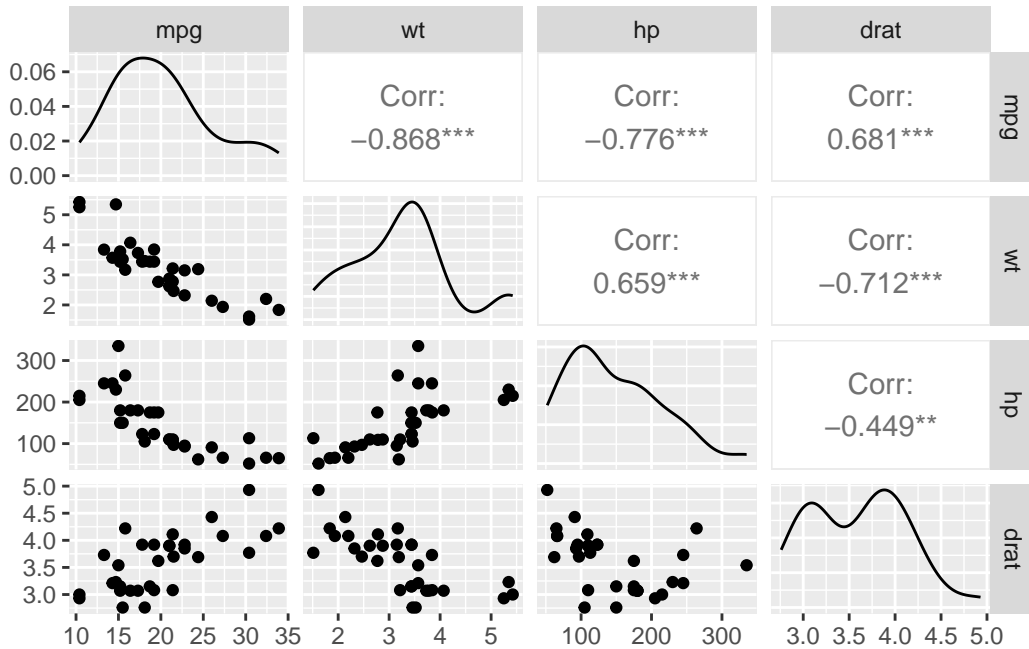 mpg
wt
hp
drat
0.06
0.04
0.02
0.00
Corr:
−0.868***
Corr:
−0.776***
Corr:
0.681***
mpg
5
4
3
2
Corr:
0.659***
Corr:
−0.712***
wt
300
200
100
Corr:
−0.449**
hp
5.0
4.5
4.0
3.5
3.0
drat
10 15 20 25 30 35
2 3 4 5
100 200 300
3.0 3.5 4.0 4.5 5.0